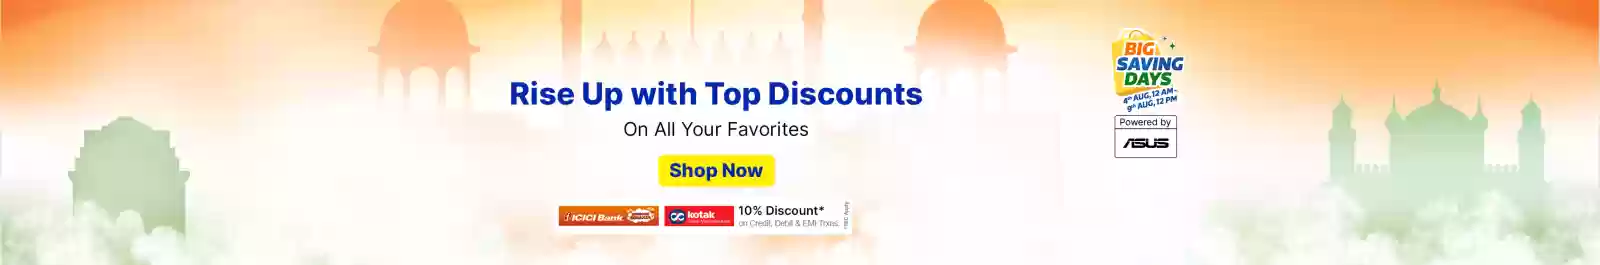 Rise Up with Top Discounts
On All Your Favorites
Shop Now
ICICI Bank
kotak
10% Discount*
on Credit, Debit & EMI Trxns.
*T&C Apply
BIG
SAVING
DAYS
4th AUG, 12 AM-
9th AUG, 12 PM
Powered by
ASUS